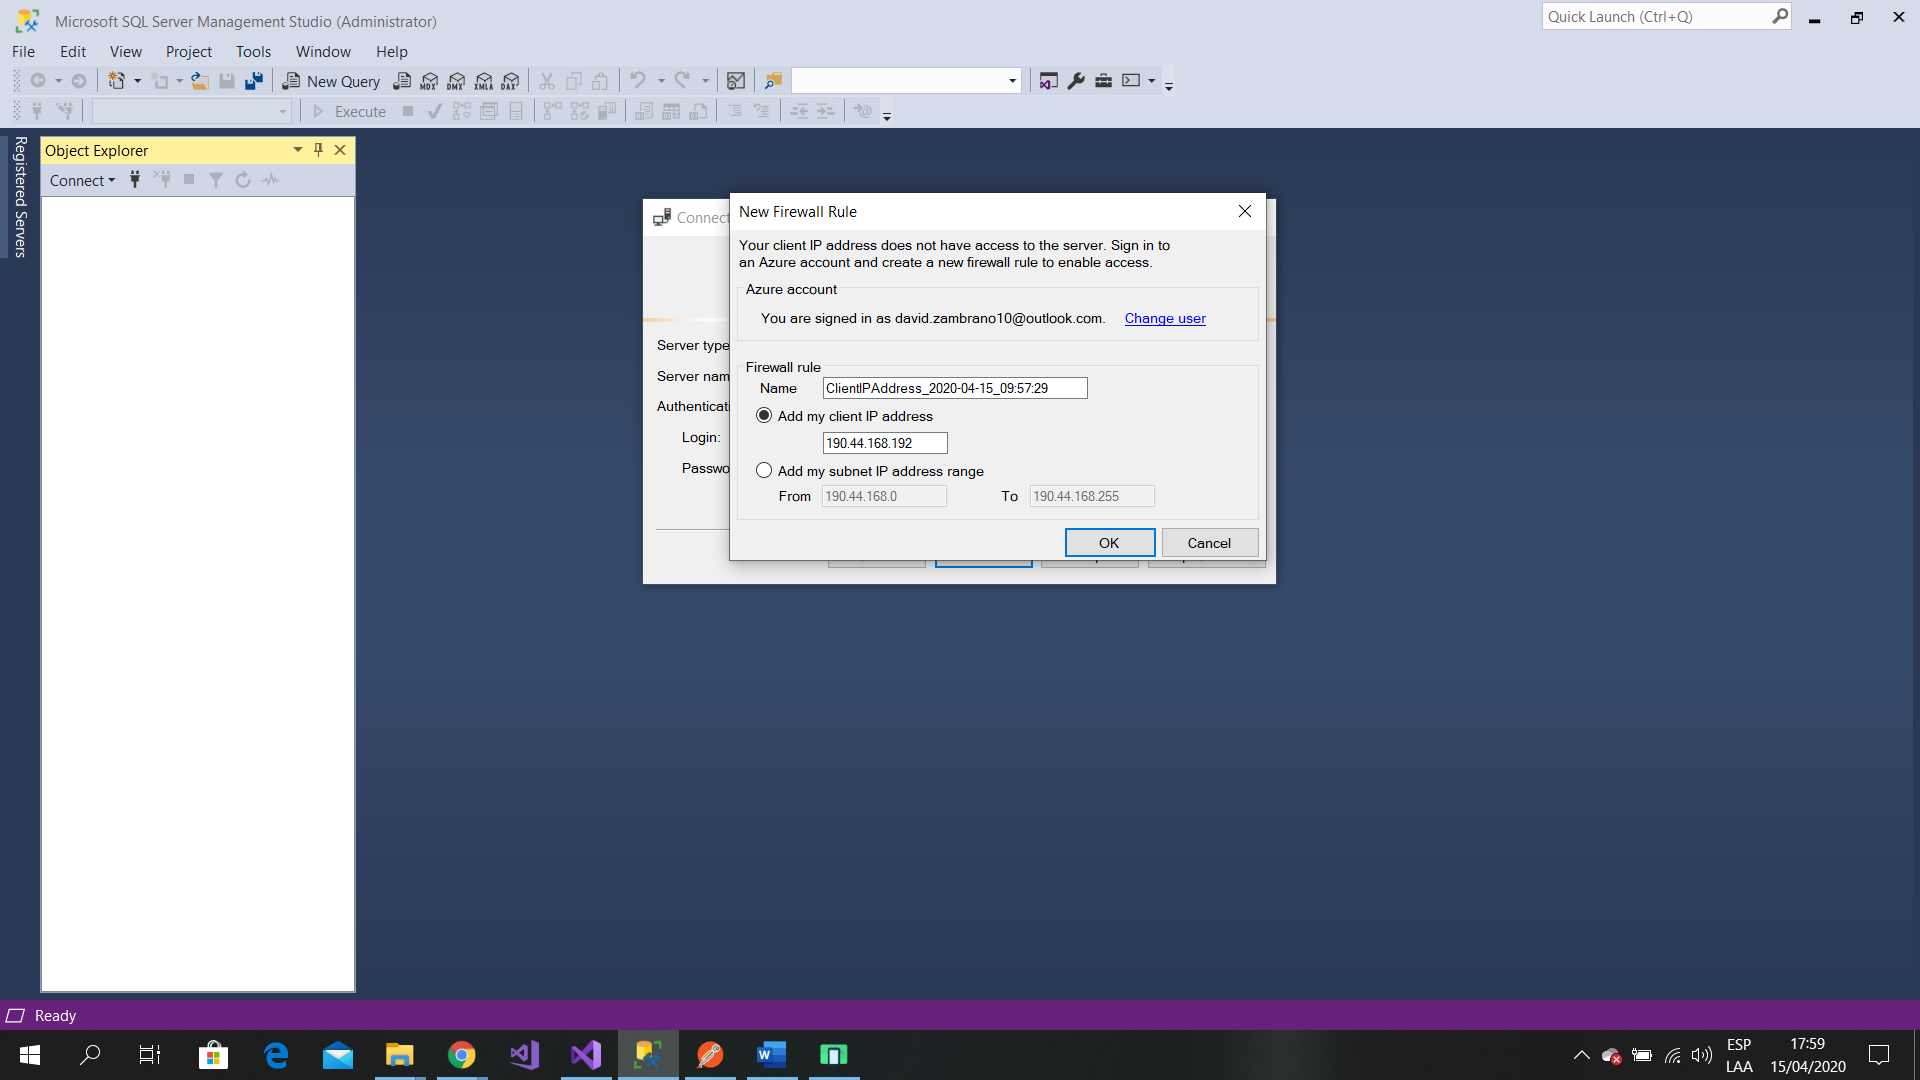 Microsoft SQL Server Management Studio (Administrator)
Quick Launch (Ctrl+Q)
File Edit View Project Tools Window Help
New Query MDX DMX XMLA DAX
Execute
Registered Servers
Object Explorer
Connect
Connect
Server type
Server nam
Authenticati
Login:
Passwo
New Firewall Rule
Your client IP address does not have access to the server. Sign in to
an Azure account and create a new firewall rule to enable access.
Azure account
You are signed in as david.zambrano10@outlook.com. Change user
Firewall rule
Name ClientIPAddress_2020-04-15_09:57:29
Add my client IP address
190.44.168.192
Add my subnet IP address range
From 190.44.168.0 To 190.44.168.255
OK Cancel
Ready
ESP
LAA
17:59
15/04/2020